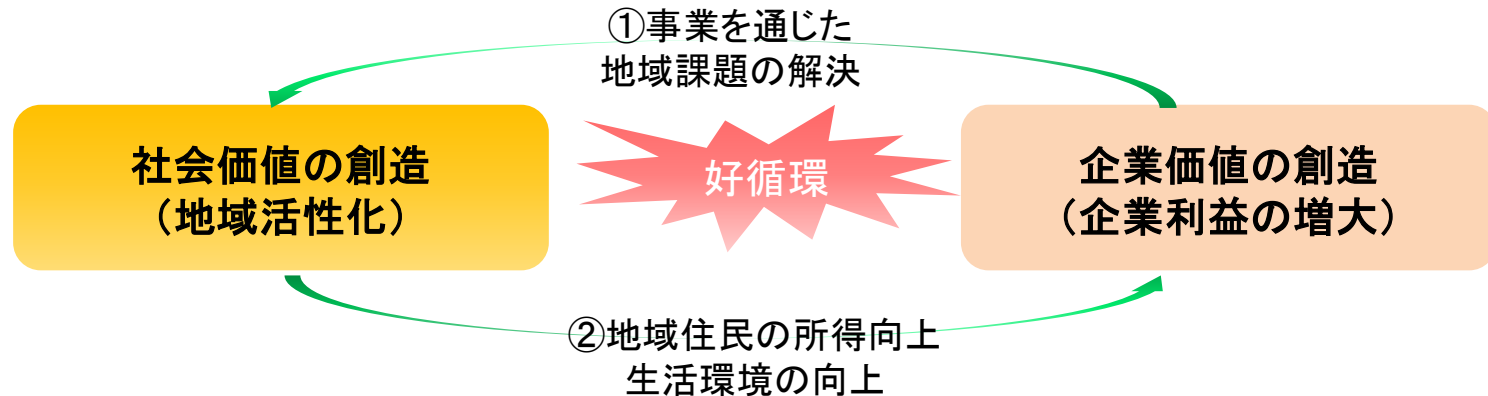 ①事業を通じた
地域課題の解決
社会価値の創造
（地域活性化）
好循環
企業価値の創造
（企業利益の増大）
②地域住民の所得向上
生活環境の向上